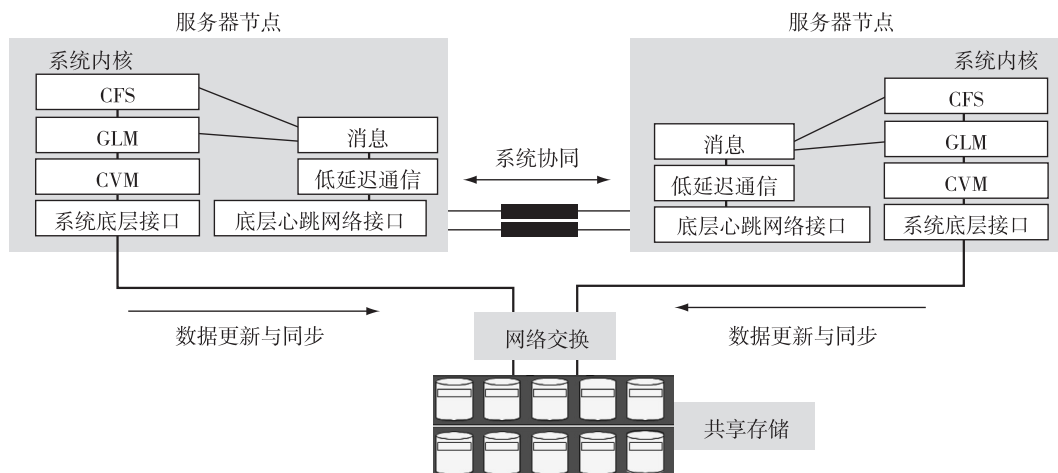 服务器节点
服务器节点
系统内核
CFS
GLM
CVM
系统底层接口
消息
低延迟通信
底层心跳网络接口
系统协同
系统内核
CFS
GLM
CVM
系统底层接口
消息
低延迟通信
底层心跳网络接口
数据更新与同步
网络交换
数据更新与同步
共享存储